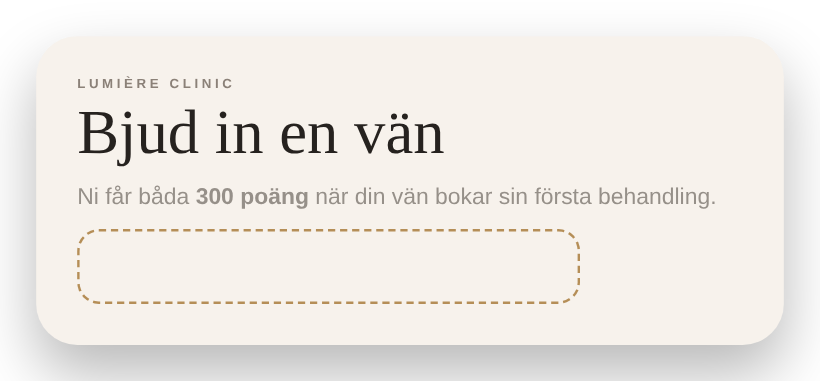 LUMIÈRE CLINIC
Bjud in en vän
Ni får båda 300 poäng när din vän bokar sin första behandling.